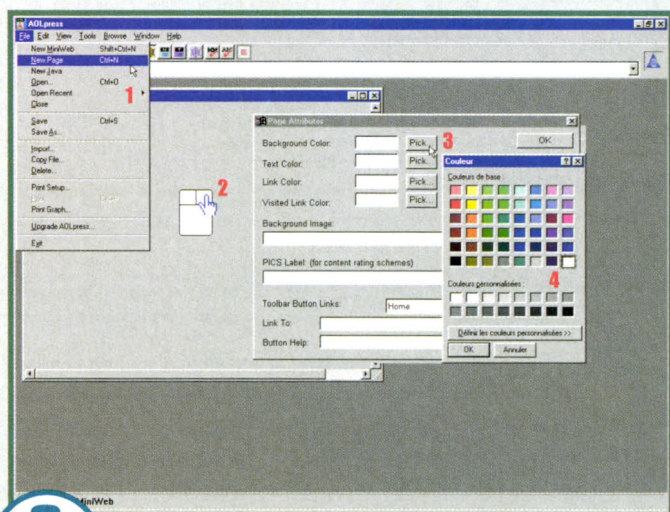 AOLpress
File Edit View Tools Browse Window Help
New MiniWeb Shift+Ctrl+N
New Page Ctrl+N
New Java
Open... Ctrl+O
Open Recent
Close
Save Ctrl+S
Save As...
Import...
Copy File...
Delete...
Print Setup...
Print Graph...
Upgrade AOLpress...
Exit
1
2
Page Attributes
Background Color: Pick... 3 OK
Text Color: Pick...
Link Color: Pick...
Visited Link Color: Pick...
Background Image:
PICS Label: (for content rating schemes)
Toolbar Button Links: Home
Link To:
Button Help:
Couleur
Couleurs de base :
4
Couleurs personnalisées :
Définir les couleurs personnalisées >>
OK Annuler
MiniWeb